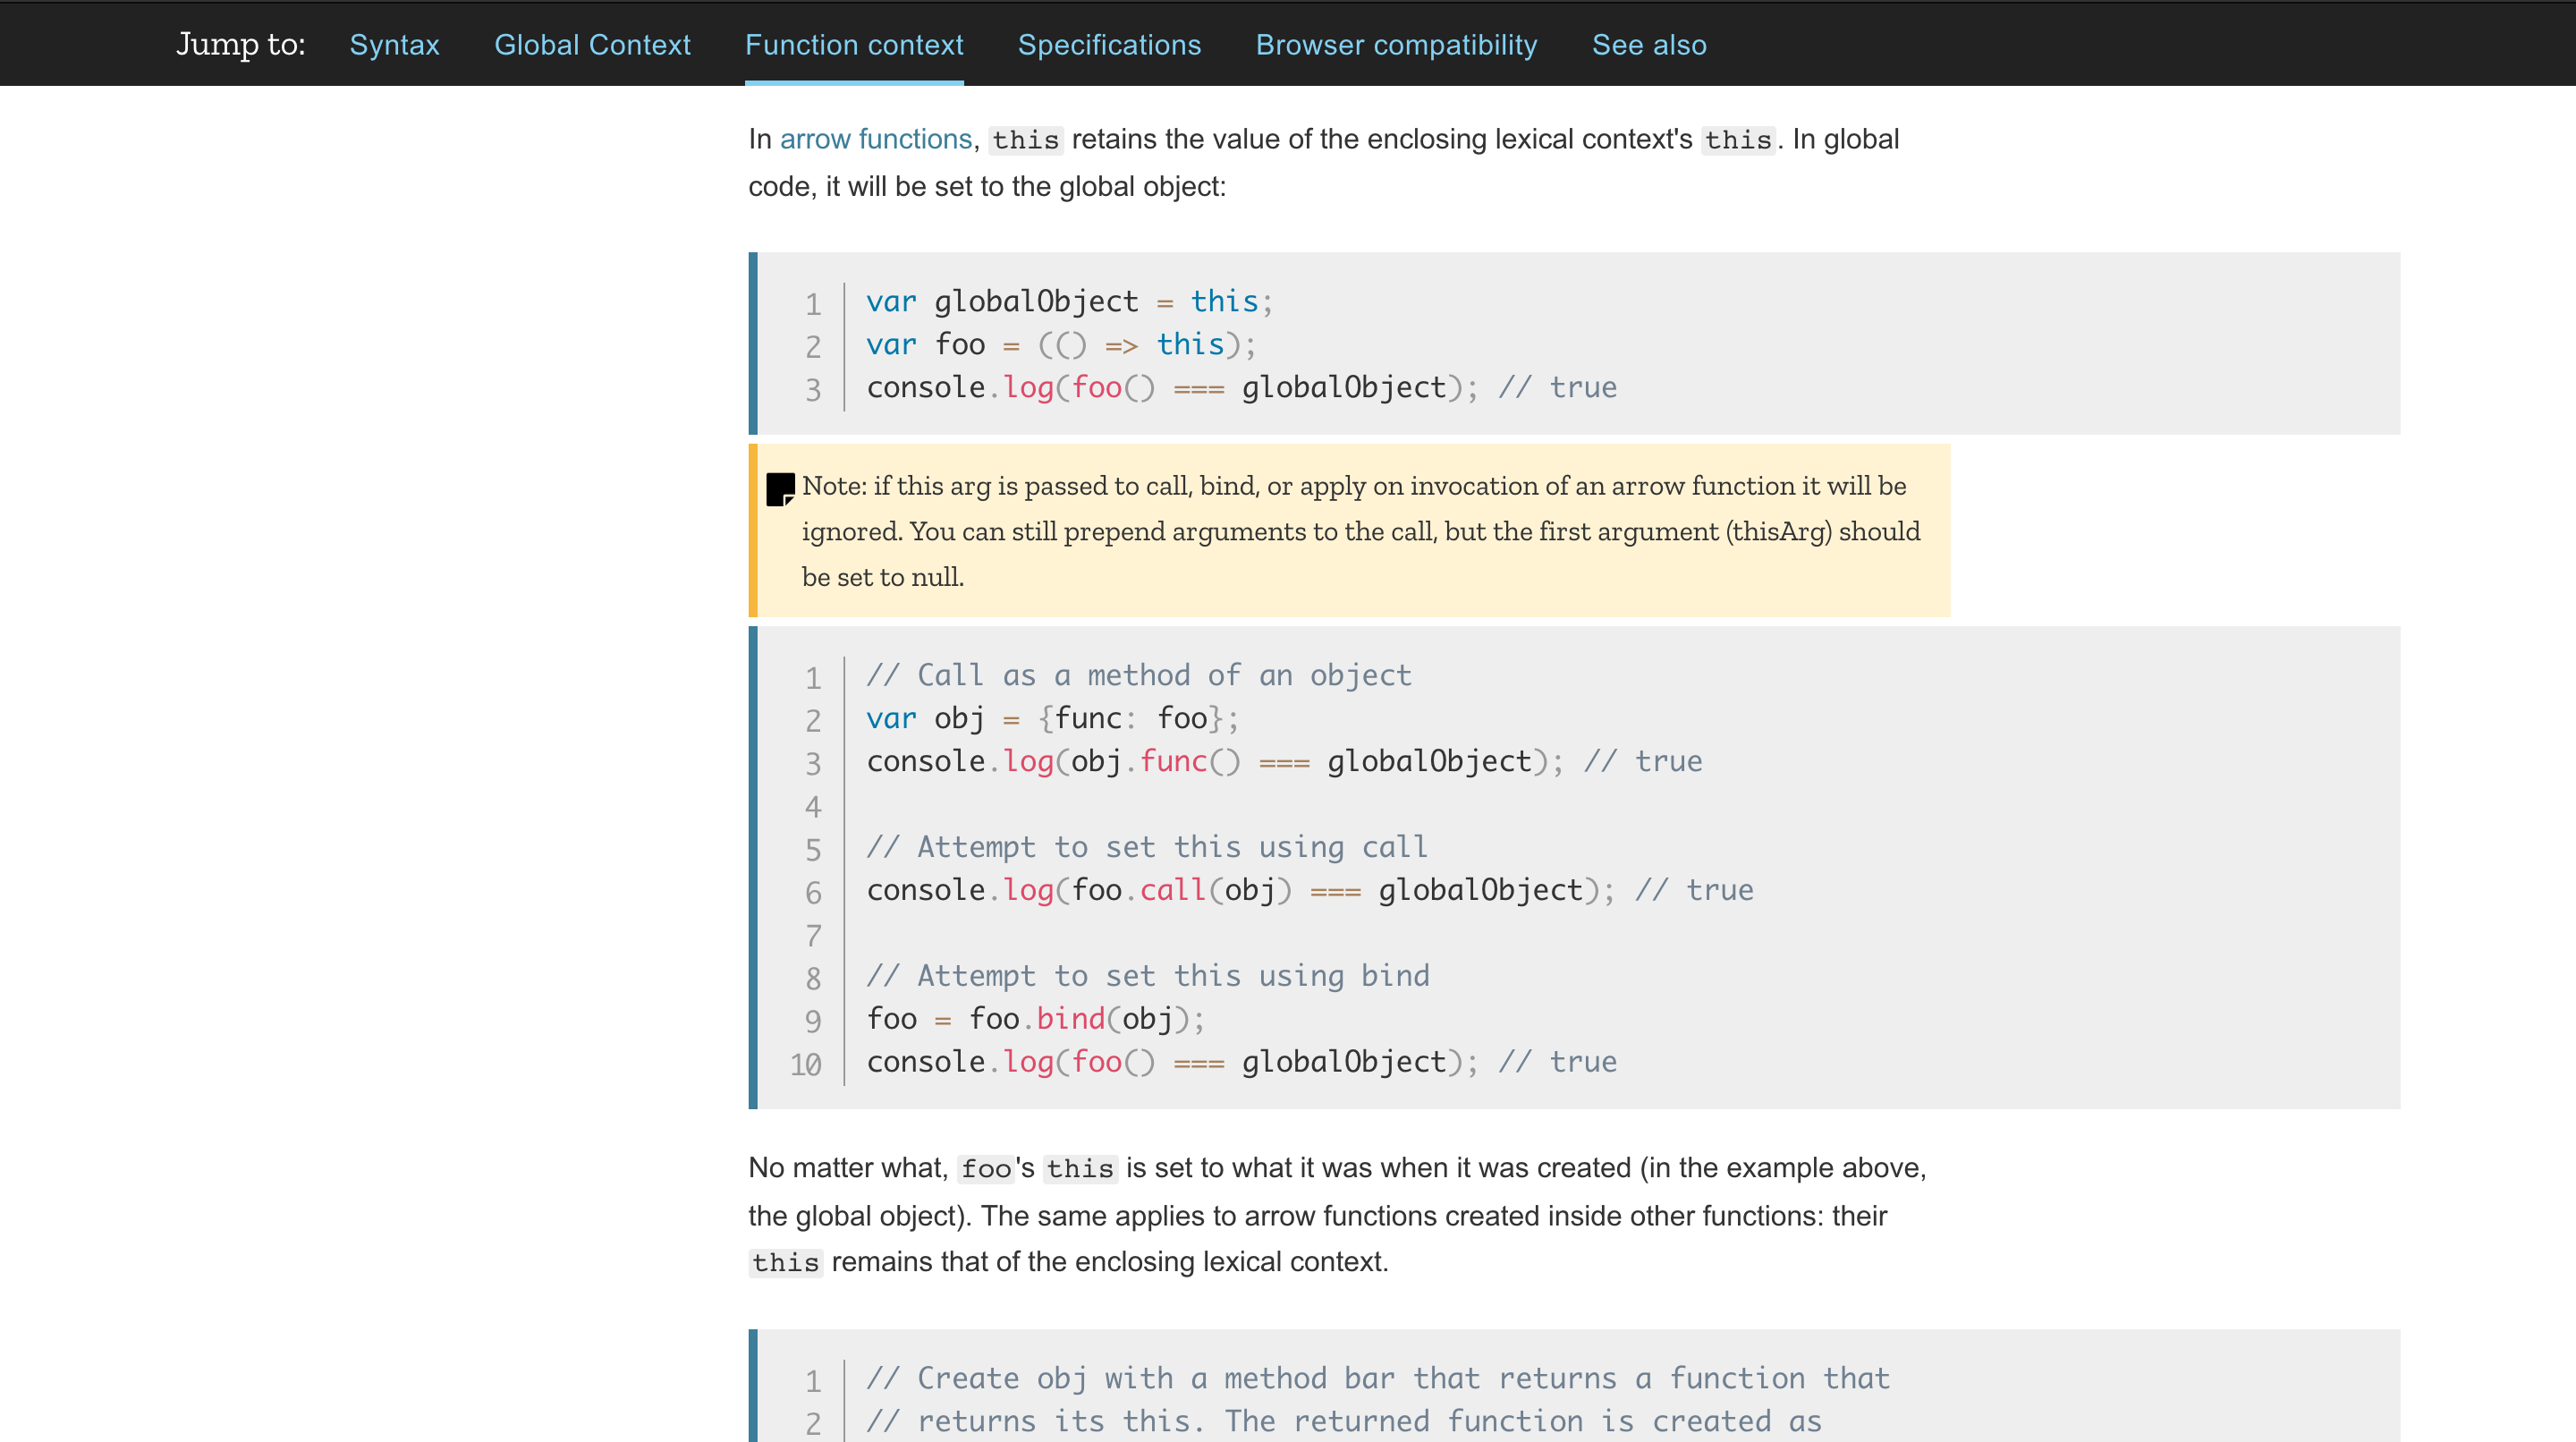 Jump to: Syntax Global Context Function context Specifications Browser compatibility See also
In arrow functions, this retains the value of the enclosing lexical context's this. In global
code, it will be set to the global object:
1 var globalObject = this;
2 var foo = (() => this);
3 console.log(foo() === globalObject); // true
Note: if this arg is passed to call, bind, or apply on invocation of an arrow function it will be
ignored. You can still prepend arguments to the call, but the first argument (thisArg) should
be set to null.
1 // Call as a method of an object
2 var obj = {func: foo};
3 console.log(obj.func() === globalObject); // true
4
5 // Attempt to set this using call
6 console.log(foo.call(obj) === globalObject); // true
7
8 // Attempt to set this using bind
9 foo = foo.bind(obj);
10 console.log(foo() === globalObject); // true
No matter what, foo's this is set to what it was when it was created (in the example above,
the global object). The same applies to arrow functions created inside other functions: their
this remains that of the enclosing lexical context.
1 // Create obj with a method bar that returns a function that
2 // returns its this. The returned function is created as